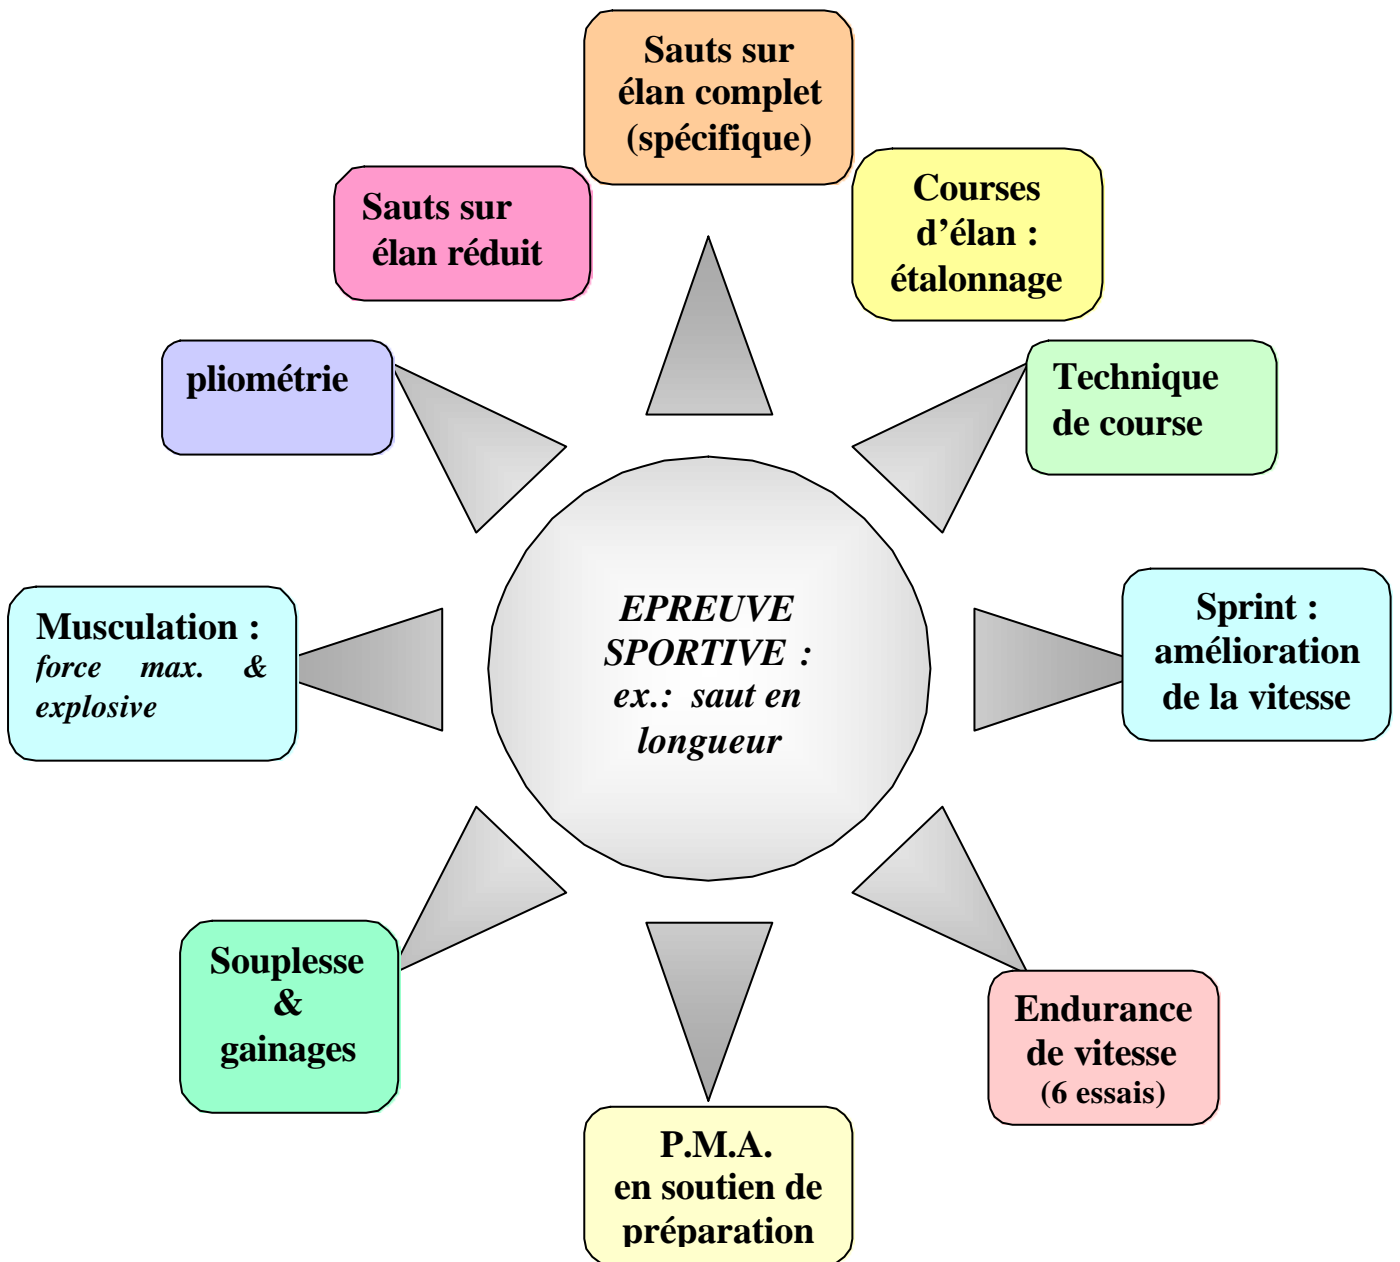 Sauts sur
élan complet
(spécifique)
Sauts sur
élan réduit
Courses
d’élan :
étalonnage
pliométrie
Technique
de course
Musculation :
force max. &
explosive
EPREUVE
SPORTIVE :
ex.: saut en
longueur
Sprint :
amélioration
de la vitesse
Souplesse
&
gainages
Endurance
de vitesse
(6 essais)
P.M.A.
en soutien de
préparation